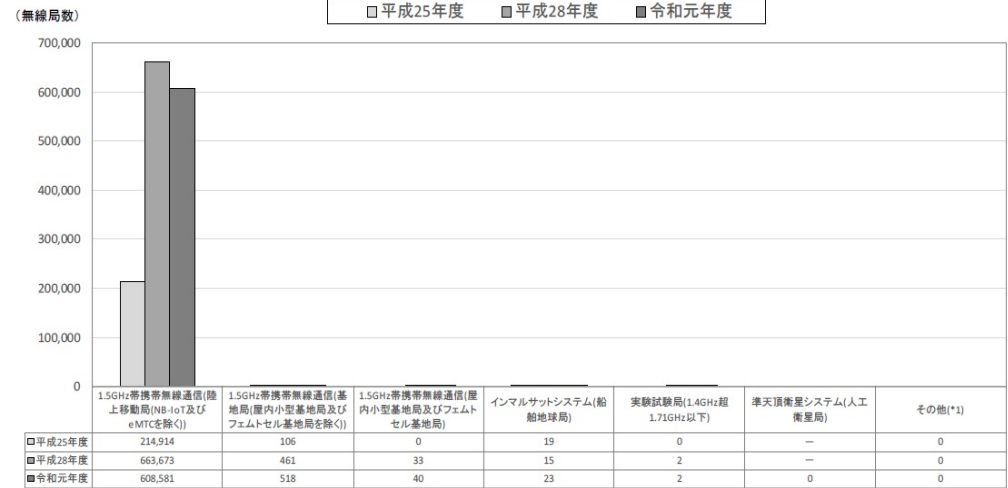 (無線局数)
□平成25年度 ■平成28年度 ■令和元年度
700,000
600,000
500,000
400,000
300,000
200,000
100,000
0
1.5GHz帯携帯無線通信(陸
上移動局(NB-IoT及び
eMTCを除く))
1.5GHz帯携帯無線通信(基
地局(屋内小型基地局及び
フェムトセル基地局を除く))
1.5GHz帯携帯無線通信(屋
内小型基地局及びフェムト
セル基地局)
インマルサットシステム(船
舶地球局)
実験試験局(1.4GHz超
1.71GHz以下)
準天頂衛星システム(人工
衛星局)
その他(*1)
□平成25年度 214,914 106 0 19 0 ― 0
■平成28年度 663,673 461 33 15 2 ― 0
■令和元年度 608,581 518 40 23 2 0 0